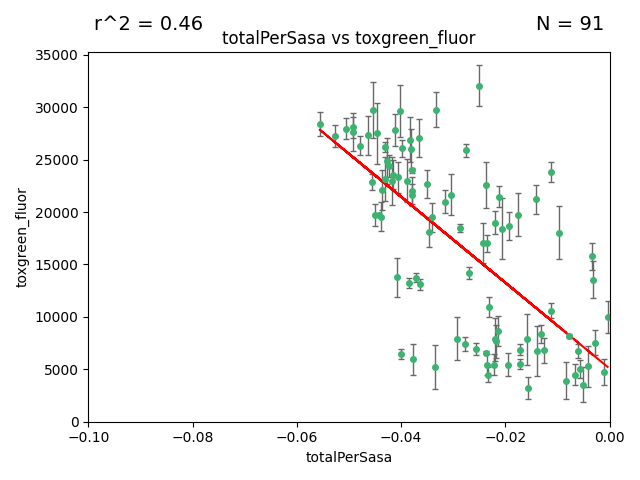 r^2 = 0.46
N = 91
totalPerSasa vs toxgreen_fluor
35000
30000
25000
20000
15000
10000
5000
0
toxgreen_fluor
−0.10
−0.08
−0.06
−0.04
−0.02
0.00
totalPerSasa